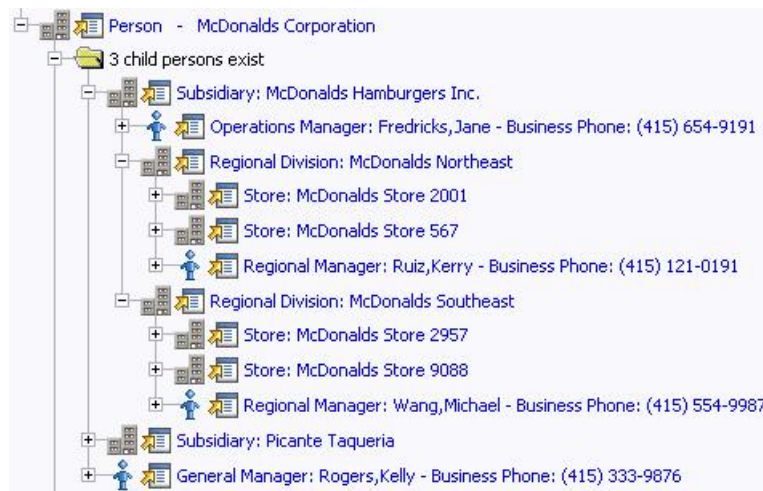 Person - McDonalds Corporation
3 child persons exist
Subsidiary: McDonalds Hamburgers Inc.
Operations Manager: Fredricks,Jane - Business Phone: (415) 654-9191
Regional Division: McDonalds Northeast
Store: McDonalds Store 2001
Store: McDonalds Store 567
Regional Manager: Ruiz,Kerry - Business Phone: (415) 121-0191
Regional Division: McDonalds Southeast
Store: McDonalds Store 2957
Store: McDonalds Store 9088
Regional Manager: Wang,Michael - Business Phone: (415) 554-9987
Subsidiary: Picante Taqueria
General Manager: Rogers,Kelly - Business Phone: (415) 333-9876